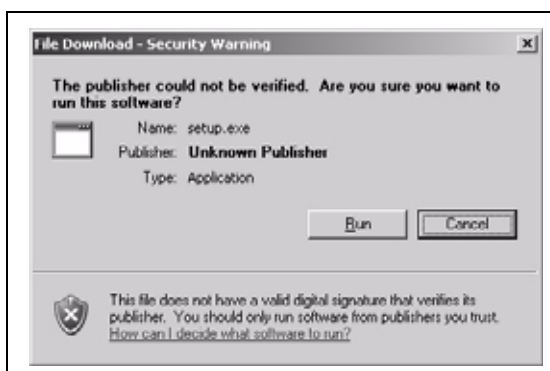 File Download - Security Warning
The publisher could not be verified. Are you sure you want to
run this software?
Name: setup.exe
Publisher: Unknown Publisher
Type: Application
Run
Cancel
This file does not have a valid digital signature that verifies its
publisher. You should only run software from publishers you trust.
How can I decide what software to run?